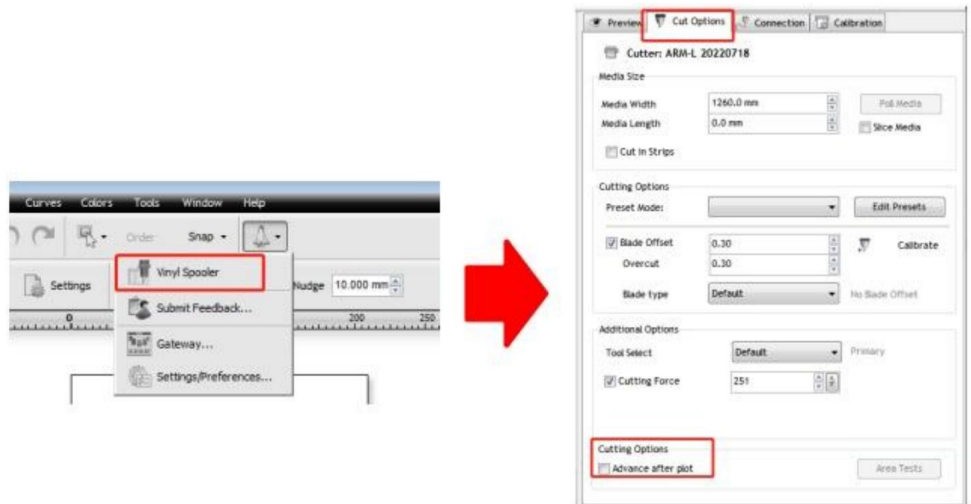 Curves Colors Tools Window Help
Order Snap
Settings
Vinyl Spooler
Nudge 10.000 mm
Submit Feedback...
0 200 250
Gateway...
Settings/Preferences...
Preview Cut Options Connection Calibration
Cutter: ARM-L 20220718
Media Size
Media Width 1260.0 mm Poll Media
Media Length 0.0 mm Slice Media
Cut in Strips
Cutting Options
Preset Mode: Edit Presets
Blade Offset 0.30 Calibrate
Overcut 0.30
Blade type Default No Blade Offset
Additional Options
Tool Select Default Primary
Cutting Force 251
Cutting Options
Advance after plot Area Tests